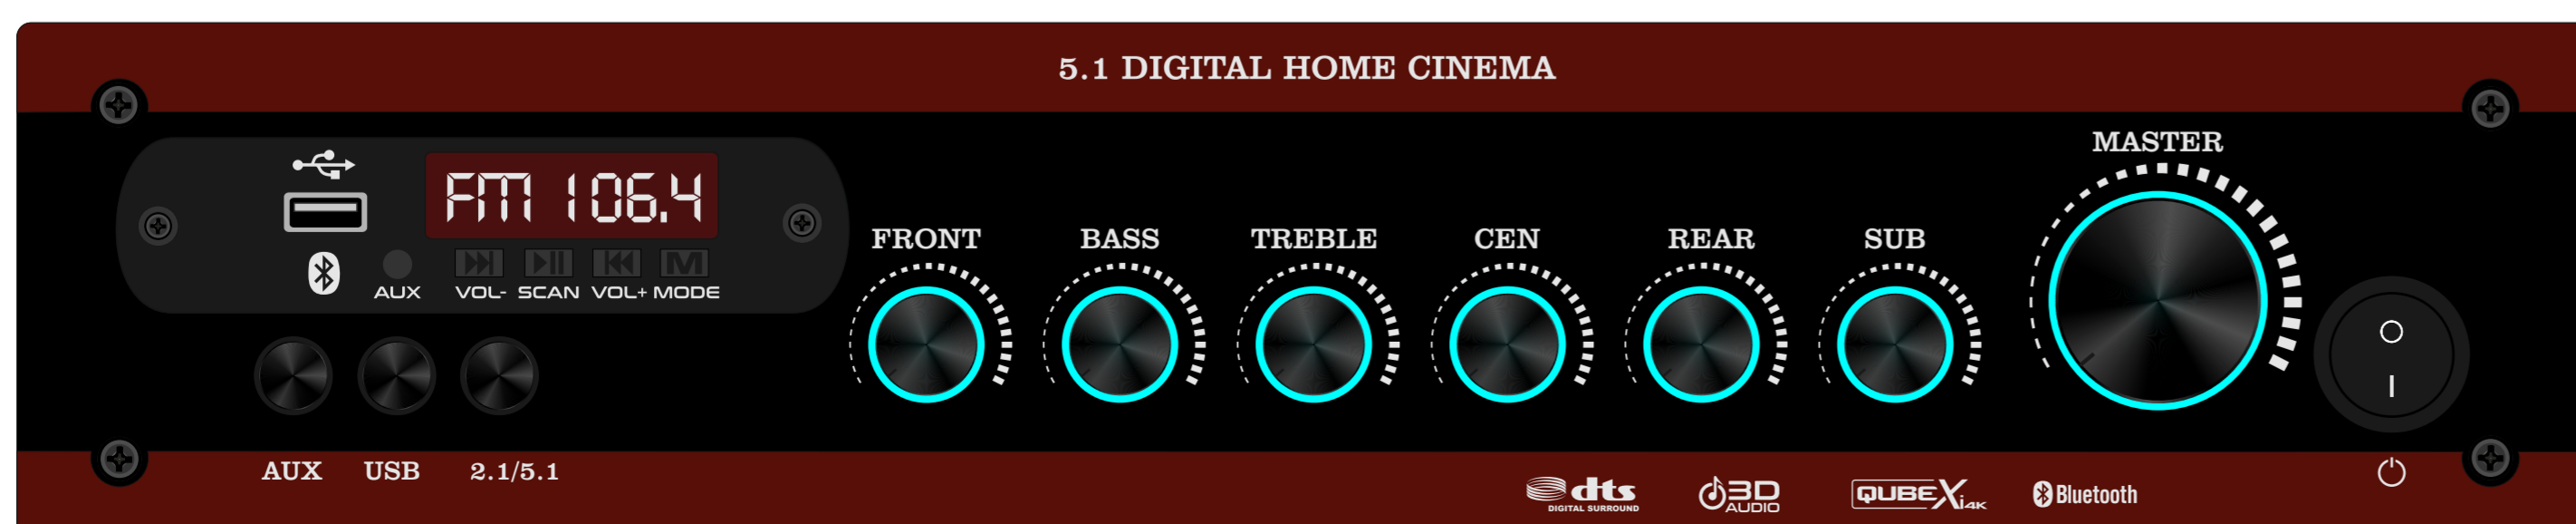 5.1 DIGITAL HOME CINEMA
MASTER
FM 106.4
FRONT BASS TREBLE CEN REAR SUB
AUX VOL- SCAN VOL+ MODE
M
AUX USB 2.1/5.1
dts
DIGITAL SURROUND
3D
AUDIO
QUBEXi4K
Bluetooth